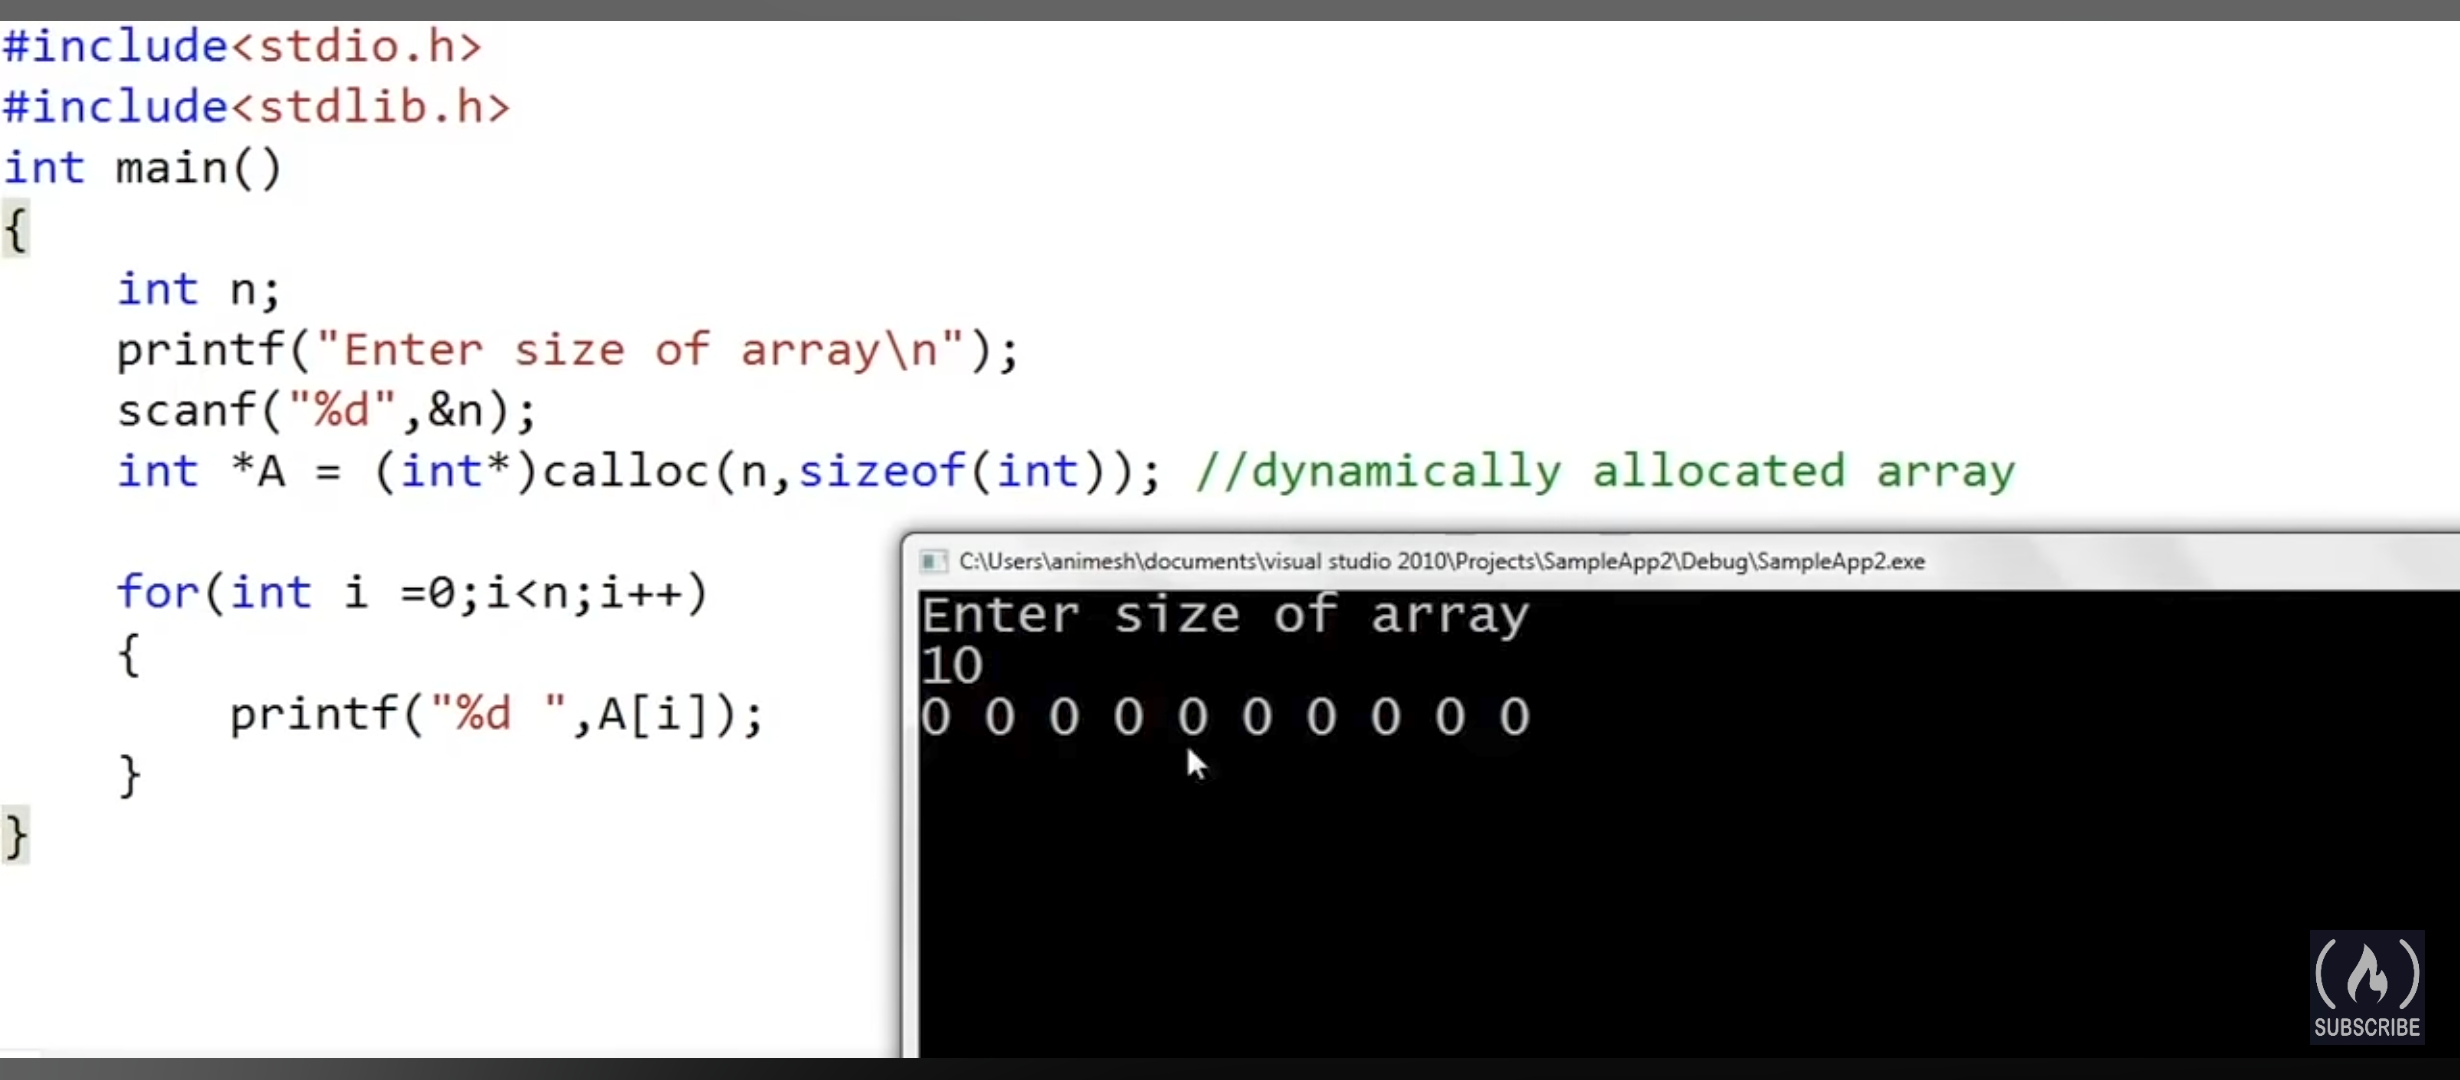 #include<stdio.h>
#include<stdlib.h>
int main()
{
int n;
printf("Enter size of array\n");
scanf("%d",&n);
int *A = (int*)calloc(n,sizeof(int)); //dynamically allocated array
for(int i =0;i<n;i++)
{
printf("%d ",A[i]);
}
}
C:\Users\animesh\documents\visual studio 2010\Projects\SampleApp2\Debug\SampleApp2.exe
Enter size of array
10
0 0 0 0 0 0 0 0 0 0
SUBSCRIBE